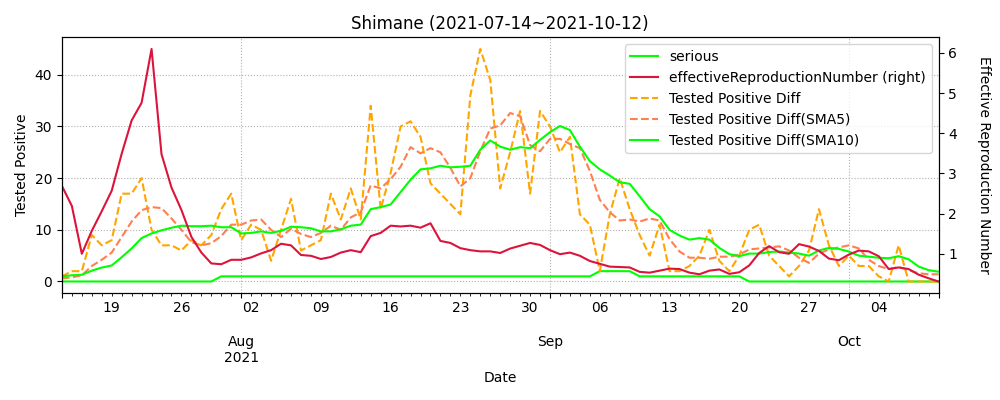 Shimane (2021-07-14~2021-10-12)
serious
effectiveReproductionNumber (right)
Tested Positive Diff
Tested Positive Diff(SMA5)
Tested Positive Diff(SMA10)
Tested Positive
40
30
20
10
0
Effective Reproduction Number
6
5
4
3
2
1
19 26 02 09 16 23 30 06 13 20 27 04
Aug Sep Oct
2021
Date